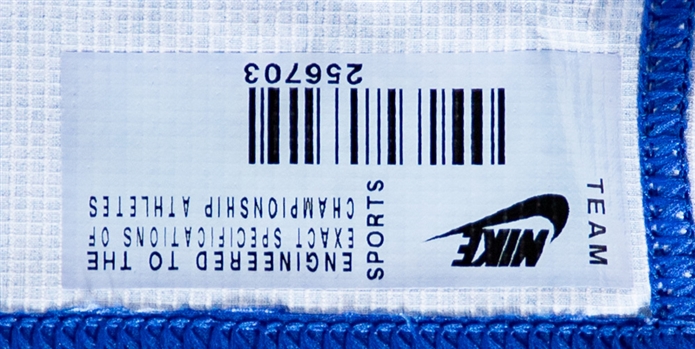 TEAM
NIKE
SPORTS
ENGINEERED TO THE
EXACT SPECIFICATIONS OF
CHAMPIONSHIP ATHLETES
256703